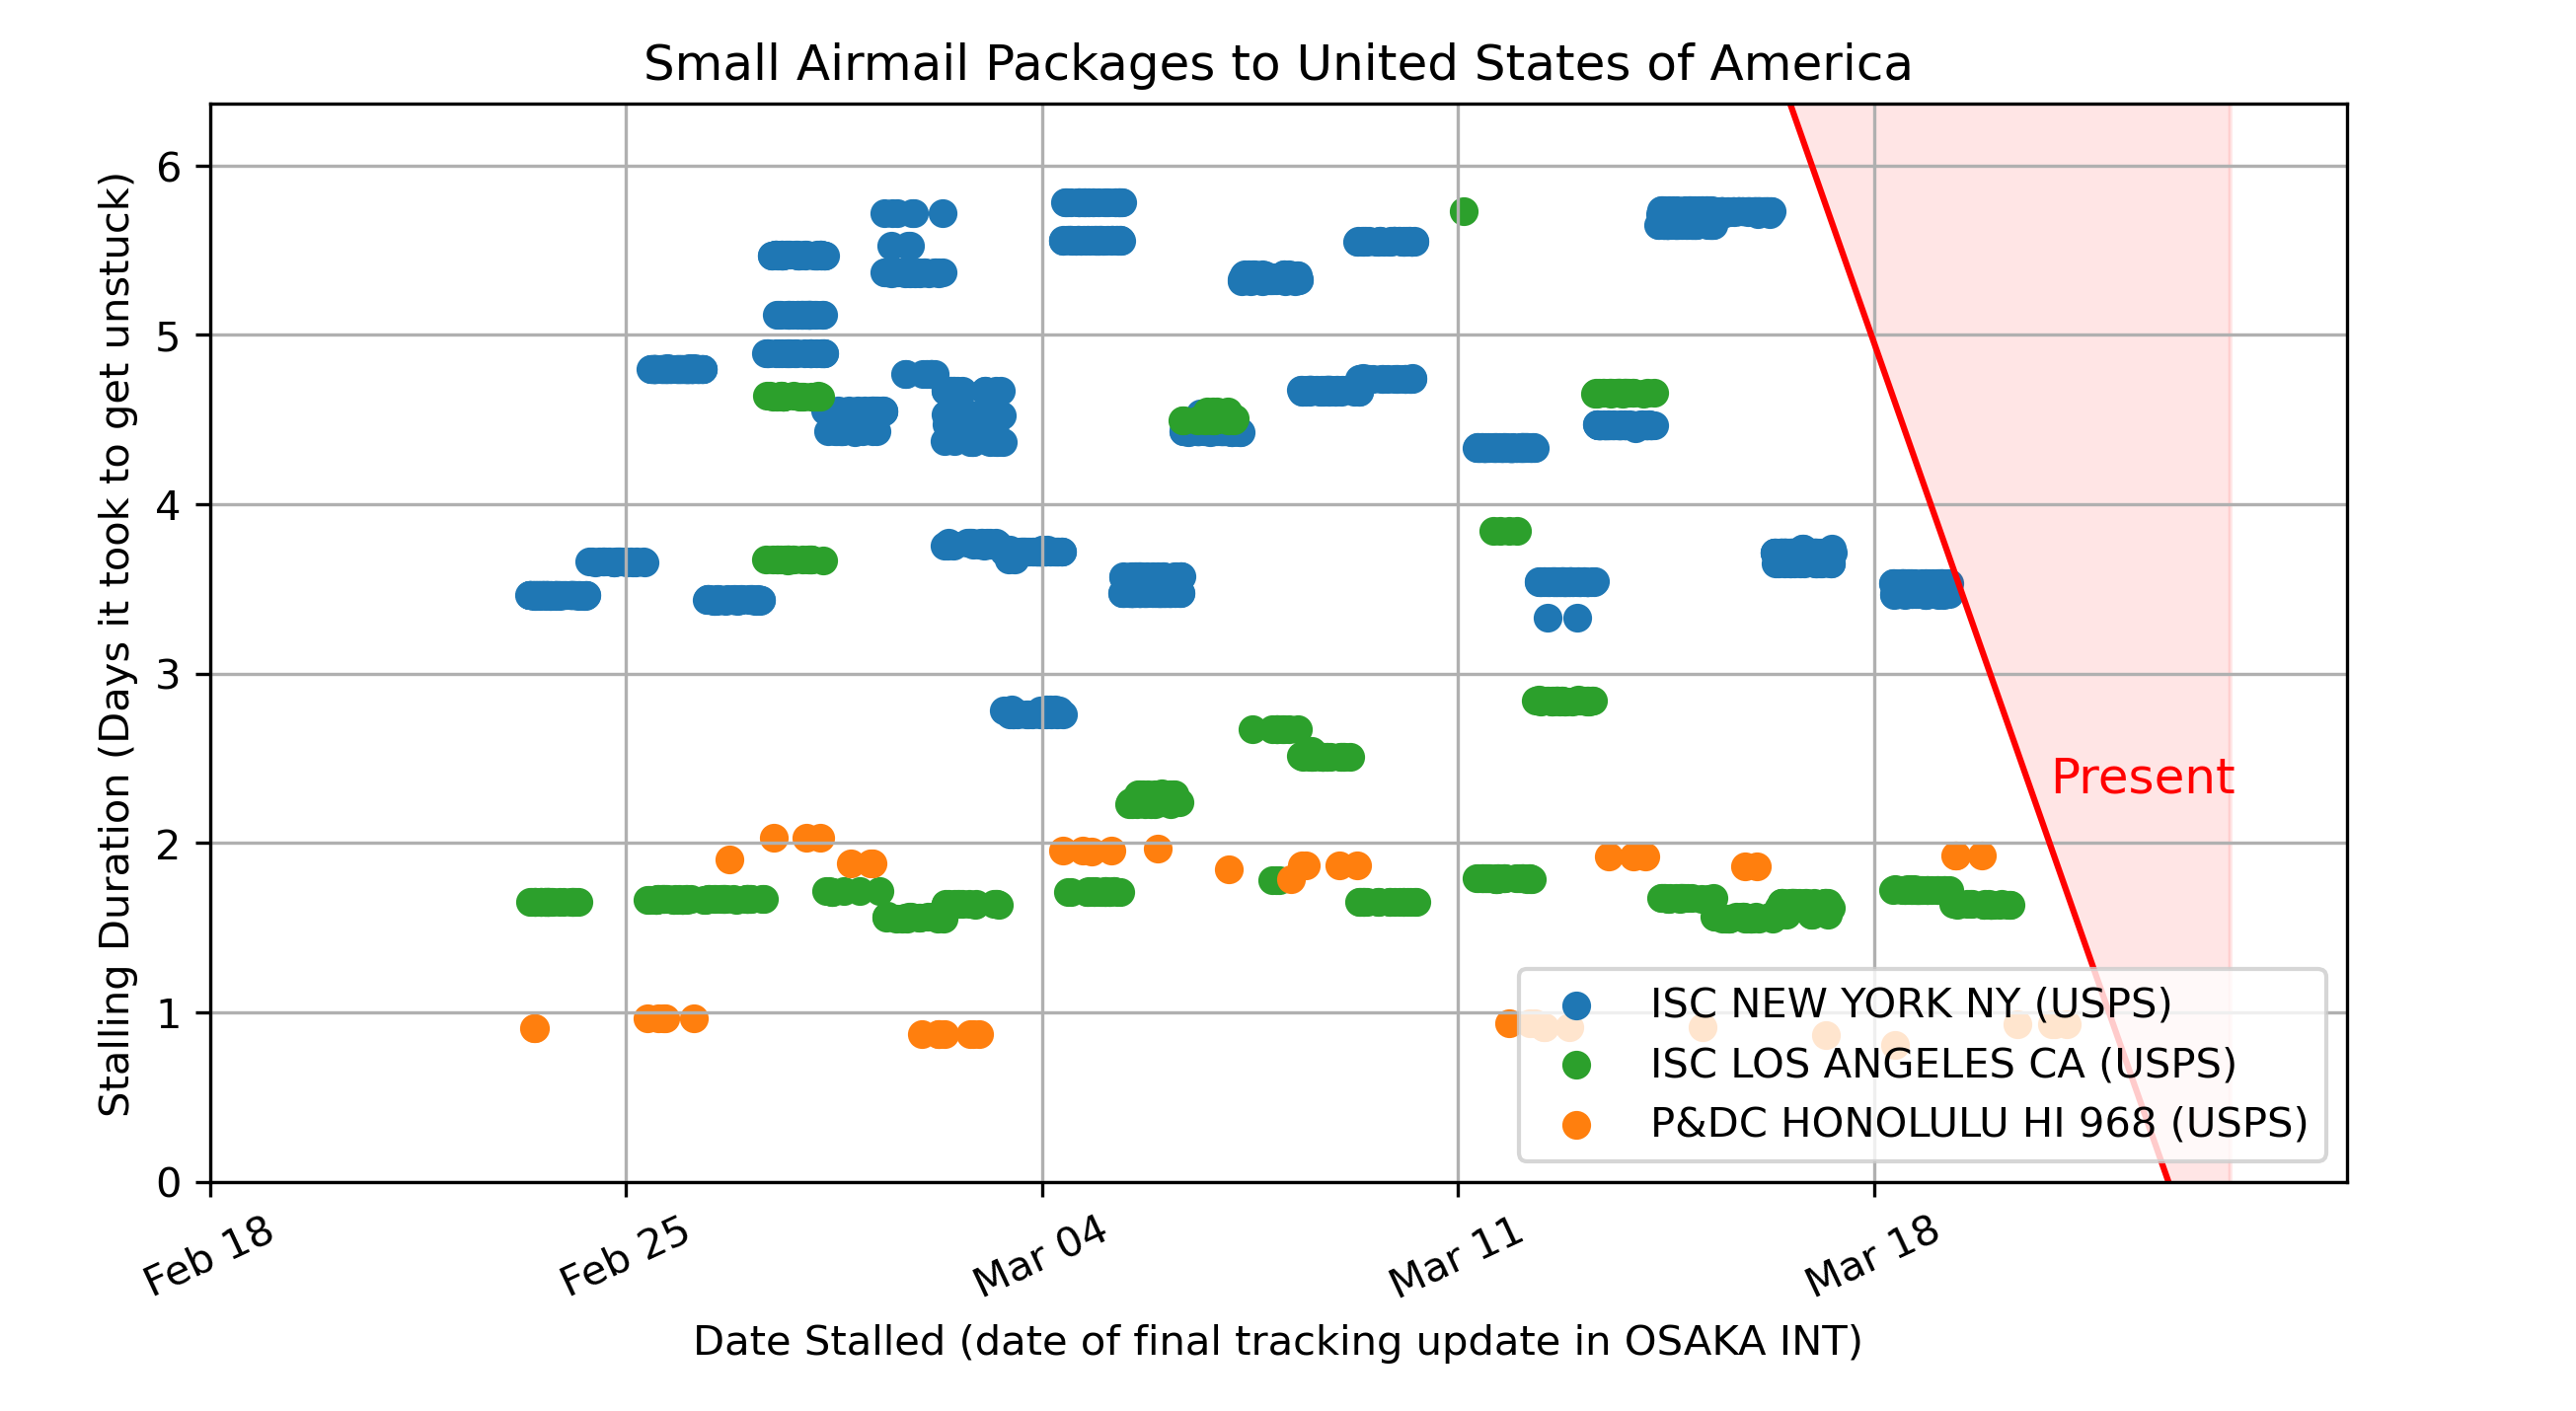 Small Airmail Packages to United States of America
Stalling Duration (Days it took to get unstuck)
6
5
4
3
2
1
0
Present
ISC NEW YORK NY (USPS)
ISC LOS ANGELES CA (USPS)
P&DC HONOLULU HI 968 (USPS)
Feb 18
Feb 25
Mar 04
Mar 11
Mar 18
Date Stalled (date of final tracking update in OSAKA INT)